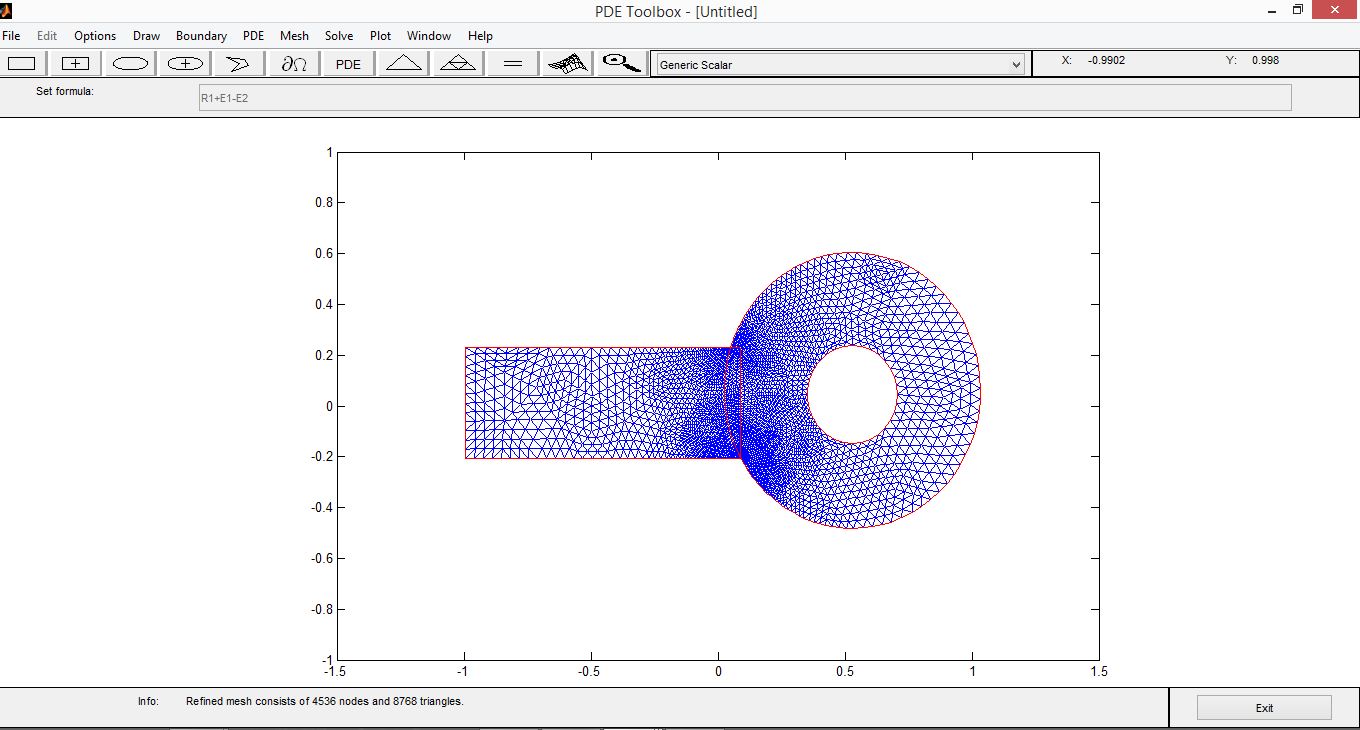 PDE Toolbox - [Untitled]
File Edit Options Draw Boundary PDE Mesh Solve Plot Window Help
∂Ω PDE = Generic Scalar X: -0.9902 Y: 0.998
Set formula: R1+E1-E2
1
0.8
0.6
0.4
0.2
0
-0.2
-0.4
-0.6
-0.8
-1
-1.5 -1 -0.5 0 0.5 1 1.5
Info: Refined mesh consists of 4536 nodes and 8768 triangles.
Exit